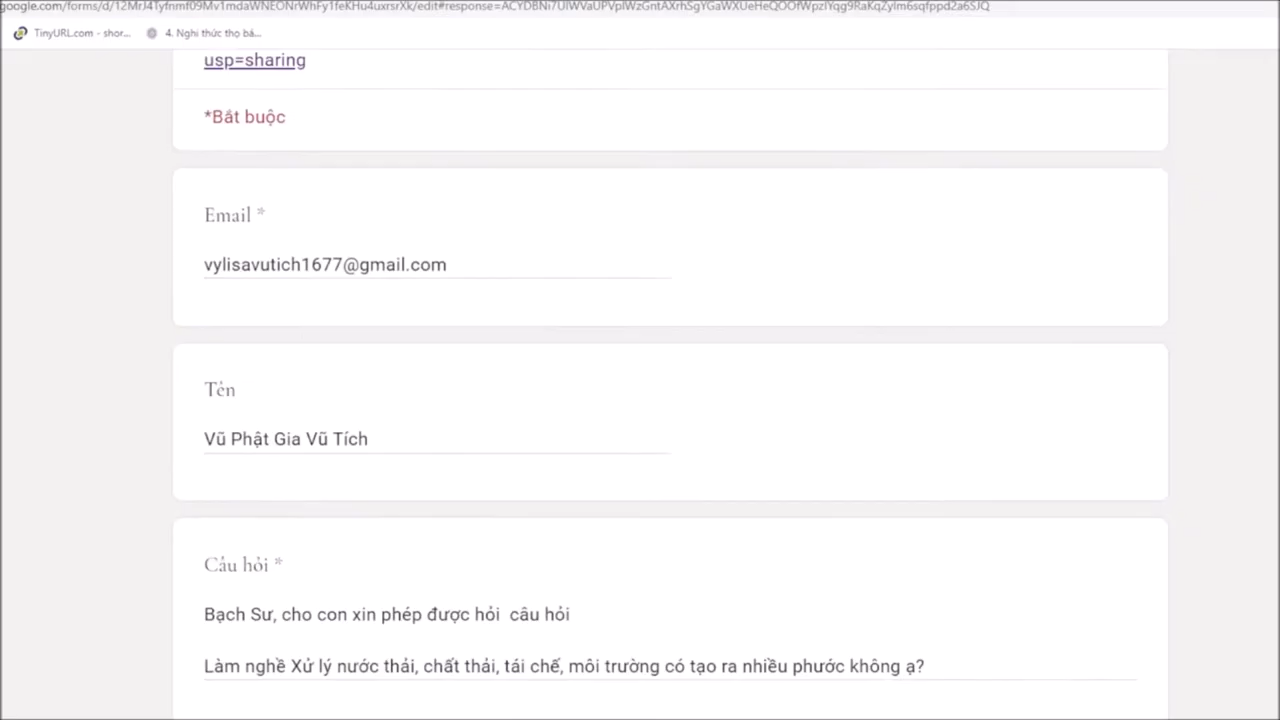 TinyURL.com - shor... 4. Nghi thức thọ bá...
usp=sharing
*Bắt buộc
Email *
vylisavutich1677@gmail.com
Tên
Vũ Phật Gia Vũ Tích
Câu hỏi *
Bạch Sư, cho con xin phép được hỏi câu hỏi
Làm nghề Xử lý nước thải, chất thải, tái chế, môi trường có tạo ra nhiều phước không ạ?